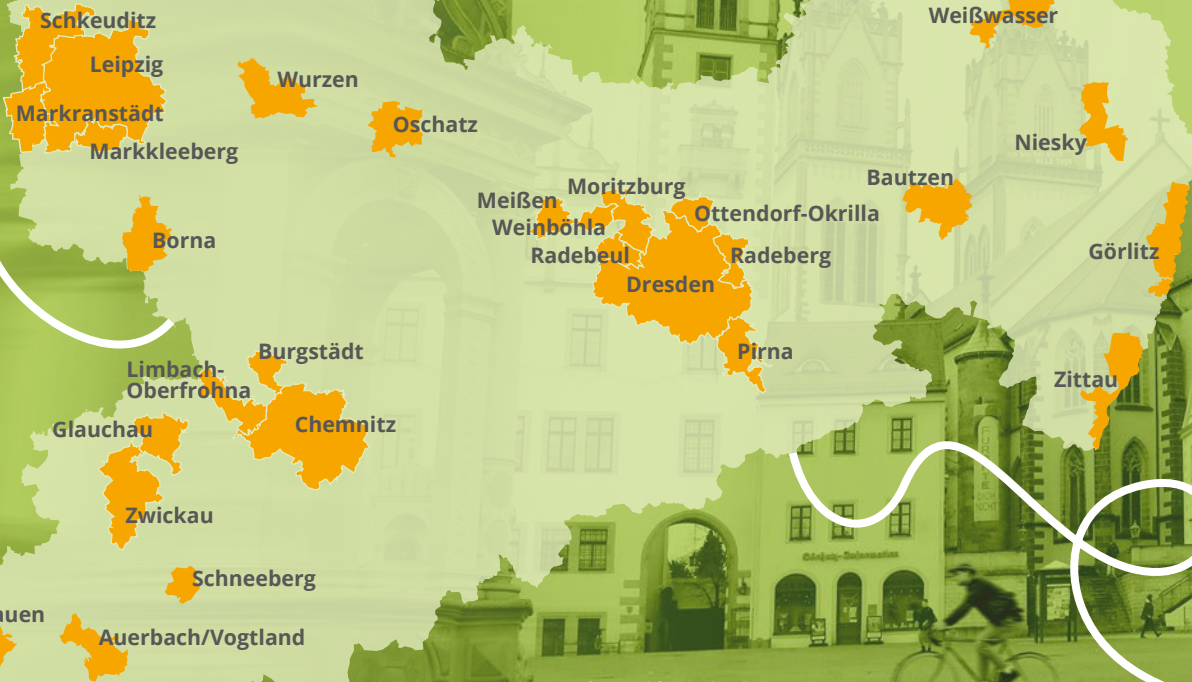 Schkeuditz
Weißwasser
Leipzig
Wurzen
Markranstädt
Oschatz
Niesky
Markkleeberg
Bautzen
Moritzburg
Meißen
Ottendorf-Okrilla
Weinböhla
Borna
Görlitz
Radebeul
Radeberg
Dresden
Burgstädt
Pirna
Limbach-
Oberfrohna
Zittau
Glauchau
Chemnitz
Zwickau
Schneeberg
auen
Auerbach/Vogtland